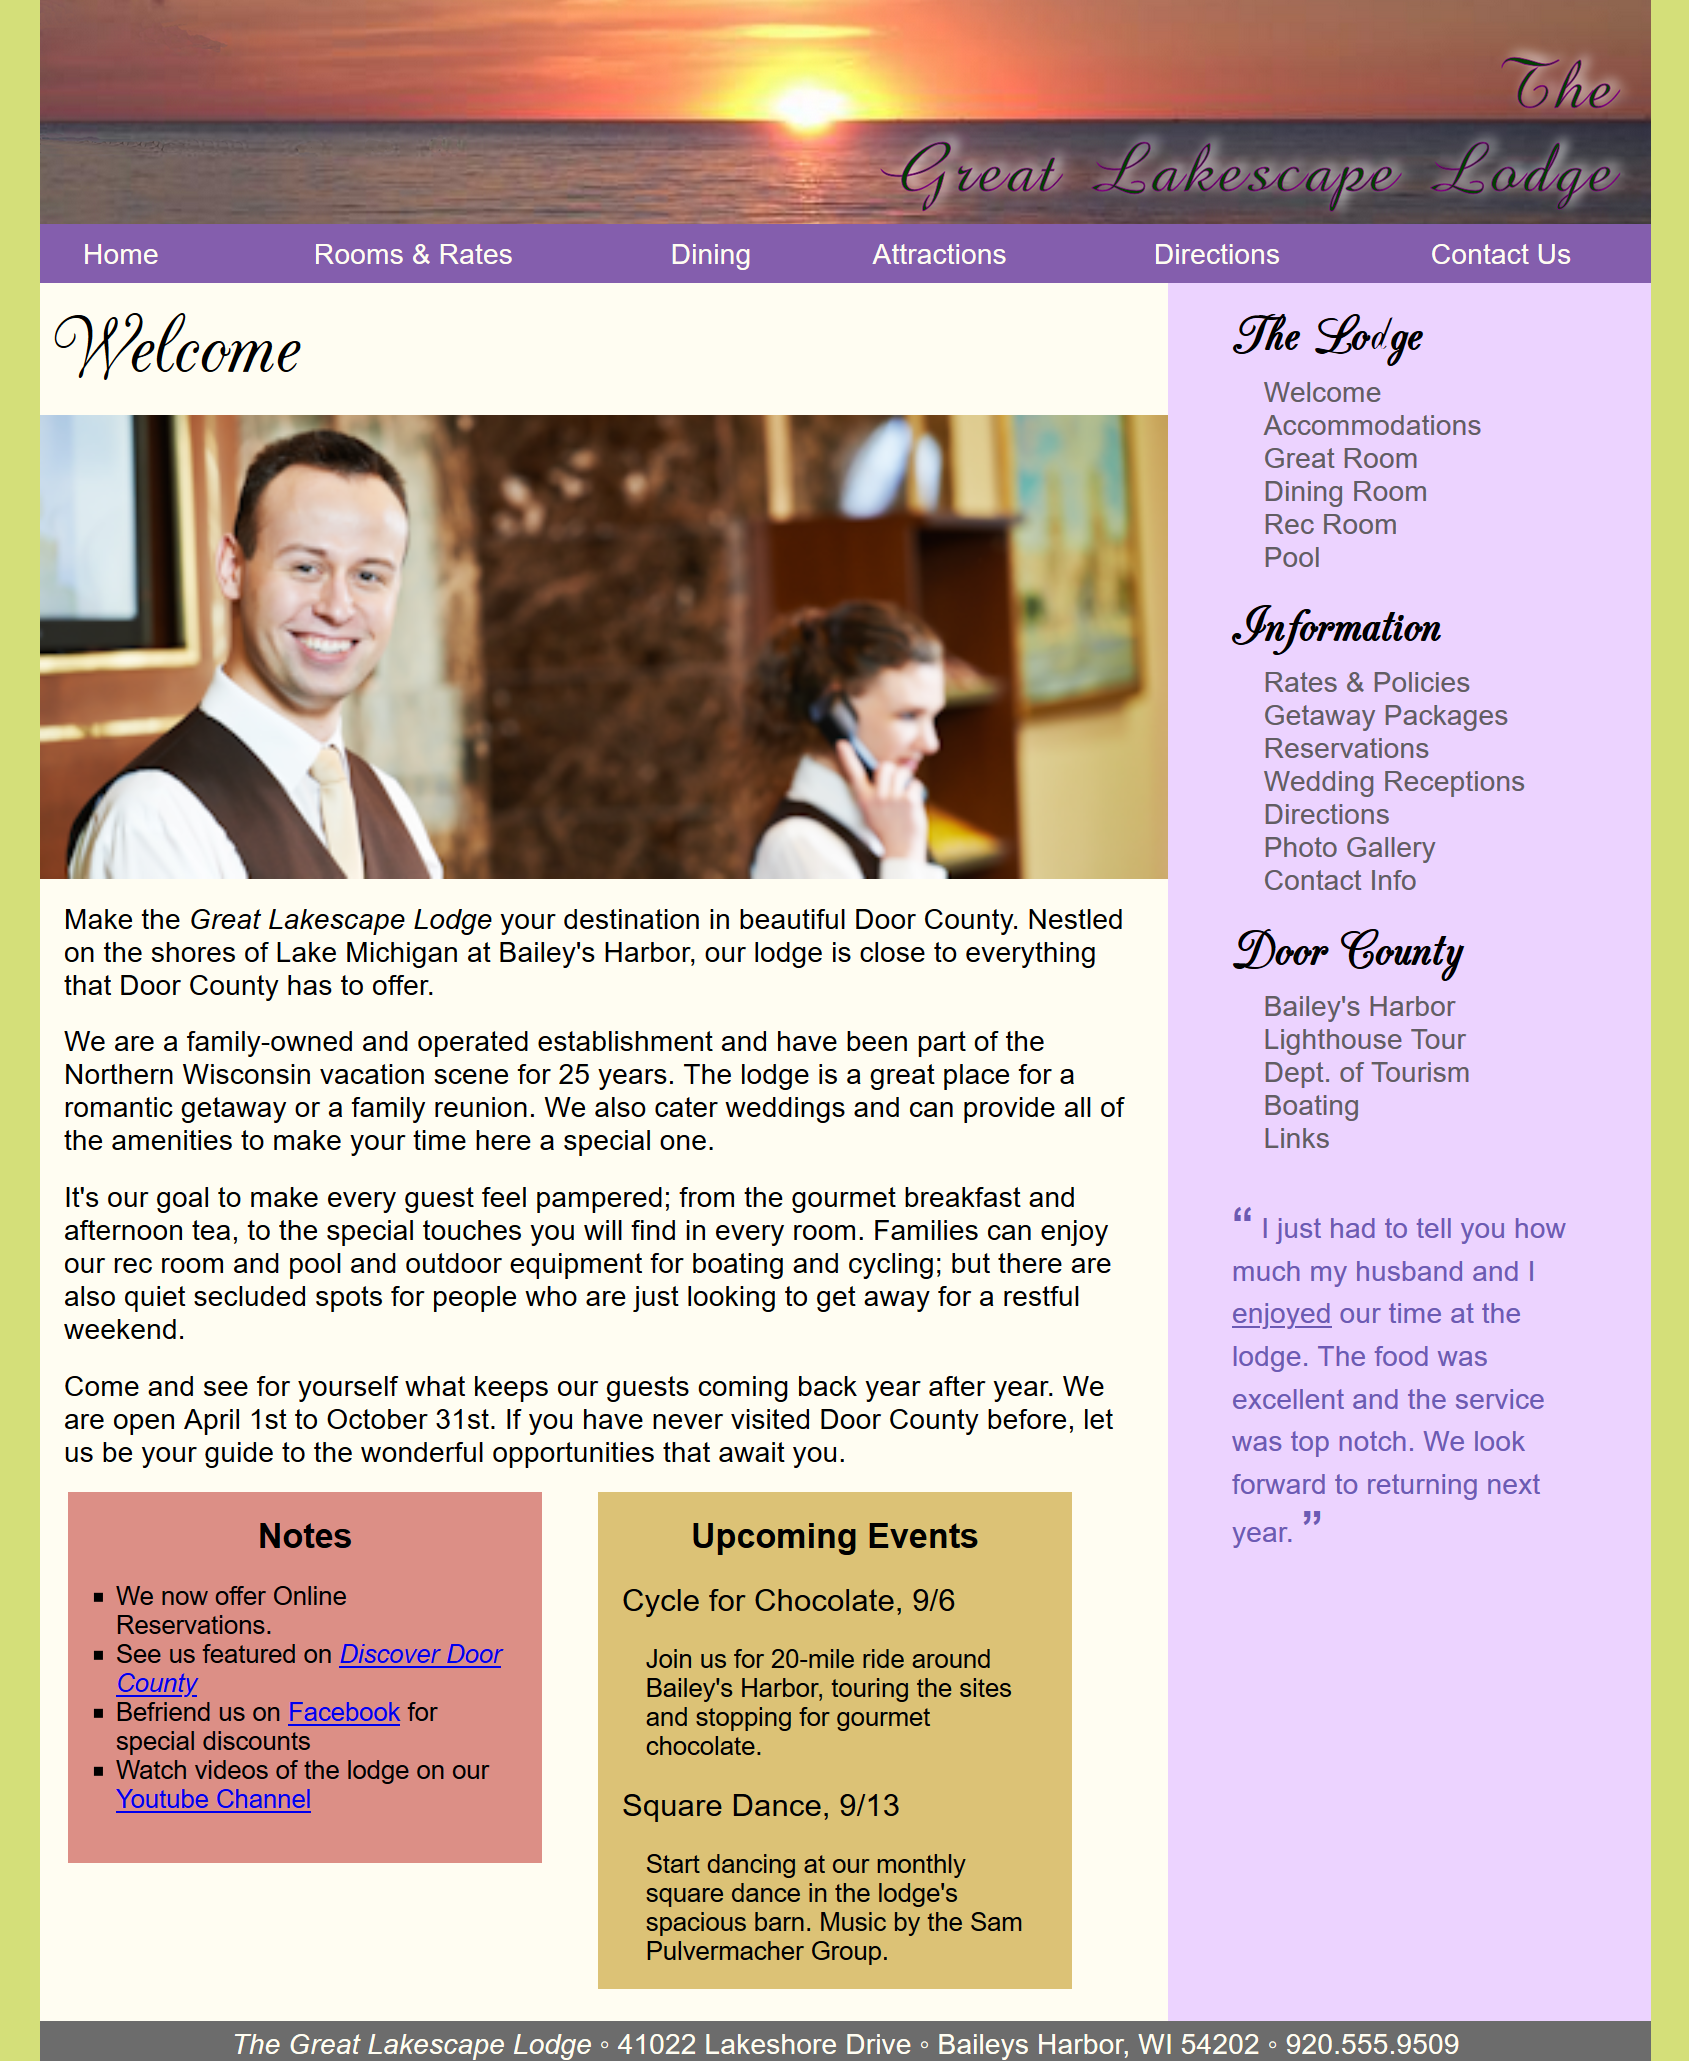 The
Great Lakescape Lodge
Home Rooms & Rates Dining Attractions Directions Contact Us
Welcome
Make the Great Lakescape Lodge your destination in beautiful Door County. Nestled
on the shores of Lake Michigan at Bailey's Harbor, our lodge is close to everything
that Door County has to offer.
We are a family-owned and operated establishment and have been part of the
Northern Wisconsin vacation scene for 25 years. The lodge is a great place for a
romantic getaway or a family reunion. We also cater weddings and can provide all of
the amenities to make your time here a special one.
It's our goal to make every guest feel pampered; from the gourmet breakfast and
afternoon tea, to the special touches you will find in every room. Families can enjoy
our rec room and pool and outdoor equipment for boating and cycling; but there are
also quiet secluded spots for people who are just looking to get away for a restful
weekend.
Come and see for yourself what keeps our guests coming back year after year. We
are open April 1st to October 31st. If you have never visited Door County before, let
us be your guide to the wonderful opportunities that await you.
Notes
▪ We now offer Online
Reservations.
▪ See us featured on Discover Door
County
▪ Befriend us on Facebook for
special discounts
▪ Watch videos of the lodge on our
Youtube Channel
Upcoming Events
Cycle for Chocolate, 9/6
Join us for 20-mile ride around
Bailey's Harbor, touring the sites
and stopping for gourmet
chocolate.
Square Dance, 9/13
Start dancing at our monthly
square dance in the lodge's
spacious barn. Music by the Sam
Pulvermacher Group.
The Lodge
Welcome
Accommodations
Great Room
Dining Room
Rec Room
Pool
Information
Rates & Policies
Getaway Packages
Reservations
Wedding Receptions
Directions
Photo Gallery
Contact Info
Door County
Bailey's Harbor
Lighthouse Tour
Dept. of Tourism
Boating
Links
“ I just had to tell you how
much my husband and I
enjoyed our time at the
lodge. The food was
excellent and the service
was top notch. We look
forward to returning next
year. ”
The Great Lakescape Lodge ◦ 41022 Lakeshore Drive ◦ Baileys Harbor, WI 54202 ◦ 920.555.9509